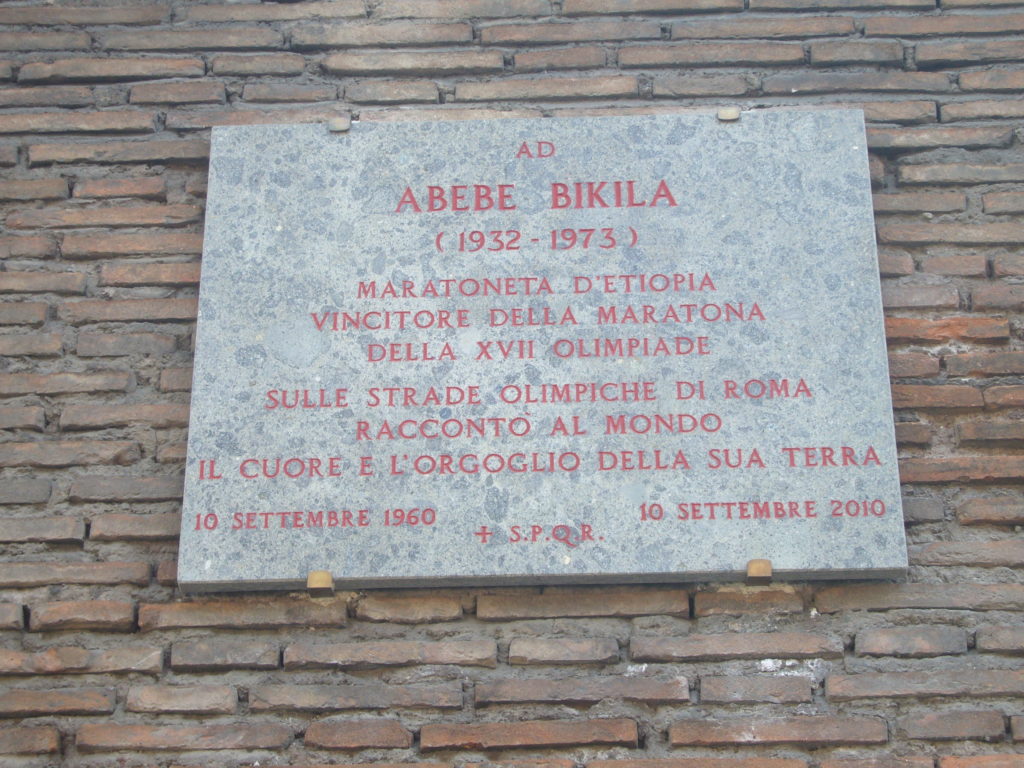 AD
ABEBE BIKILA
( 1932 - 1973 )
MARATONETA D'ETIOPIA
VINCITORE DELLA MARATONA
DELLA XVII OLIMPIADE
SULLE STRADE OLIMPICHE DI ROMA
RACCONTÒ AL MONDO
IL CUORE E L'ORGOGLIO DELLA SUA TERRA
10 SETTEMBRE 1960 + S.P.Q.R. 10 SETTEMBRE 2010